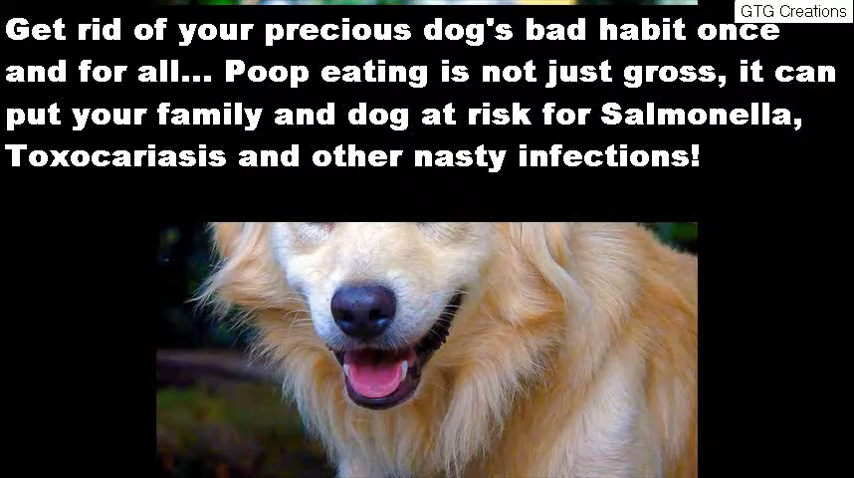 GTG Creations
Get rid of your precious dog's bad habit once
and for all... Poop eating is not just gross, it can
put your family and dog at risk for Salmonella,
Toxocariasis and other nasty infections!